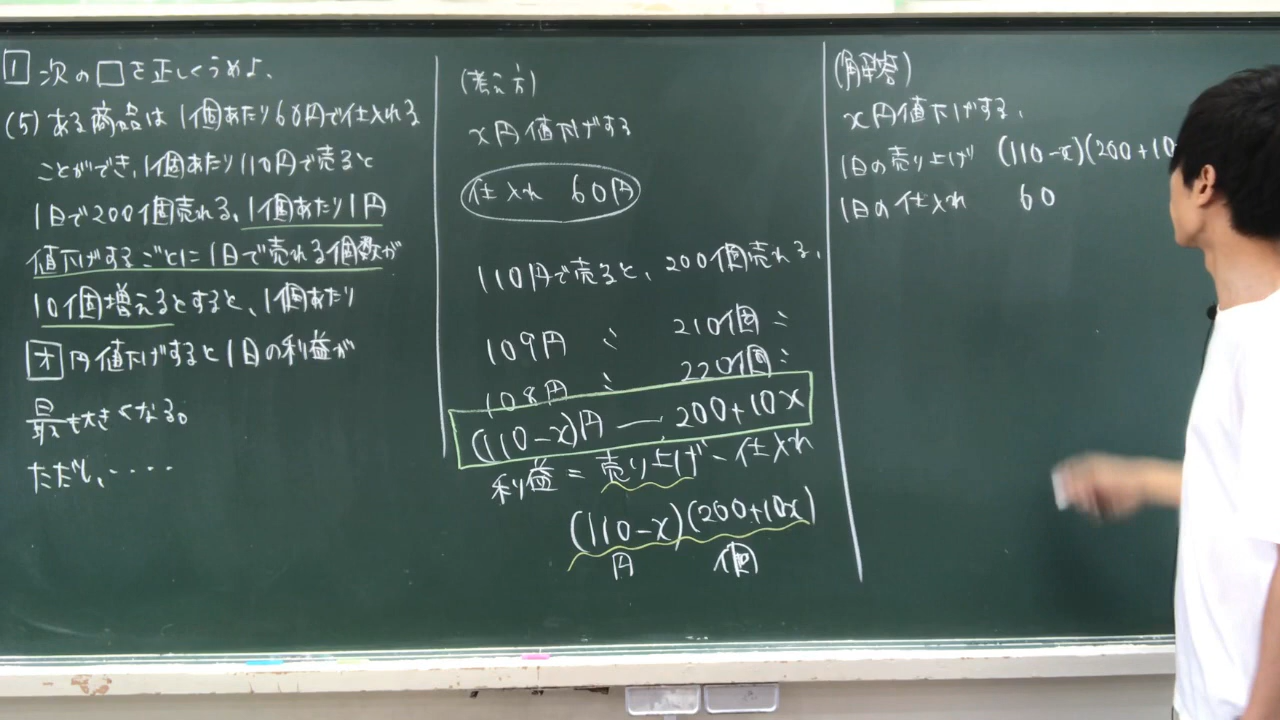 1 次の□を正しくうめよ.
(5) ある商品は 1個あたり60円で仕入れる
ことができ,1個あたり110円で売ると
1日で200個売れる.1個あたり1円
値下げするごとに1日で売れる個数が
10個増えるとすると,1個あたり
オ円値下げすると1日の利益が
最も大きくなる。
ただし,‥‥
(考え方)
x円値下げする
仕入れ 60円
110円で売ると、200個売れる.
109円 〃 210個 〃
108円 〃 220個 〃
(110-x)円 ― 200+10x
利益 = 売り上げ - 仕入れ
(110-x)(200+10x)
円 個
(解答)
x円値下げする.
1日の売り上げ (110-x)(200+10
1日の仕入れ 60